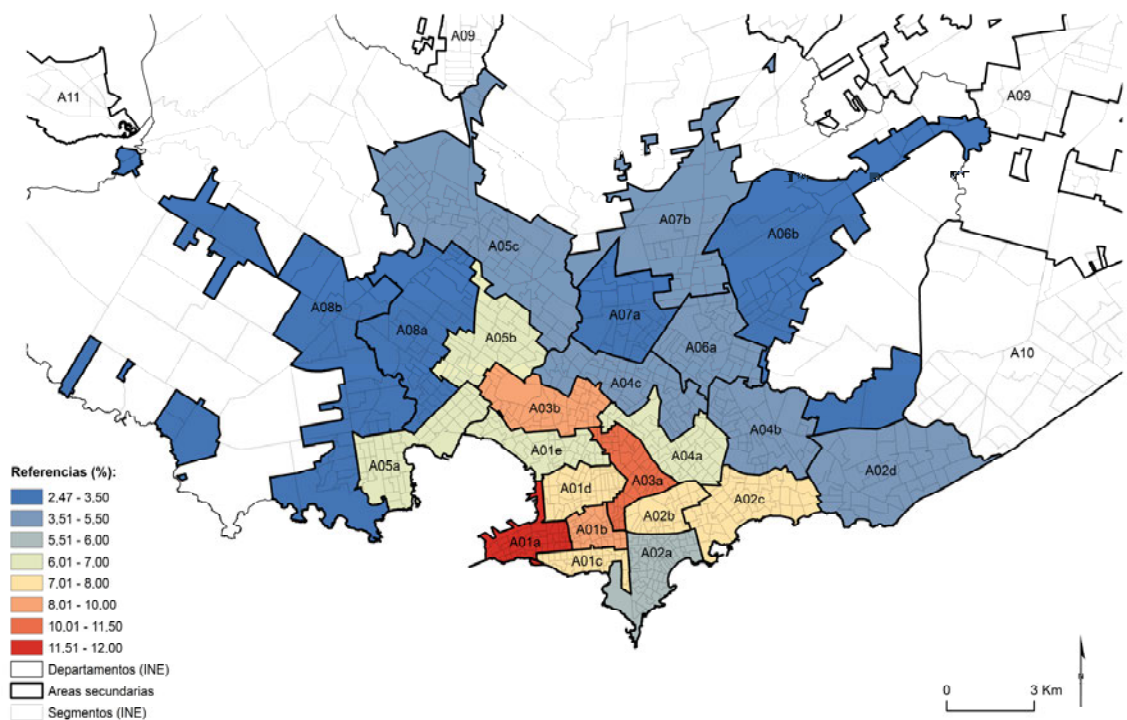 A09
A11
A09
A07b
A06b
A05c
A08b
A07a
A08a
A05b
A06a
A10
A04c
A03b
A04b
A01e
A04a
A05a
A02d
A03a
A01d
A02c
A02b
A01b
A01a
A02a
A01c
Referencias (%):
2.47 - 3.50
3.51 - 5.50
5.51 - 6.00
6.01 - 7.00
7.01 - 8.00
8.01 - 10.00
10.01 - 11.50
11.51 - 12.00
Departamentos (INE)
Areas secundarias
Segmentos (INE)
0 3 Km